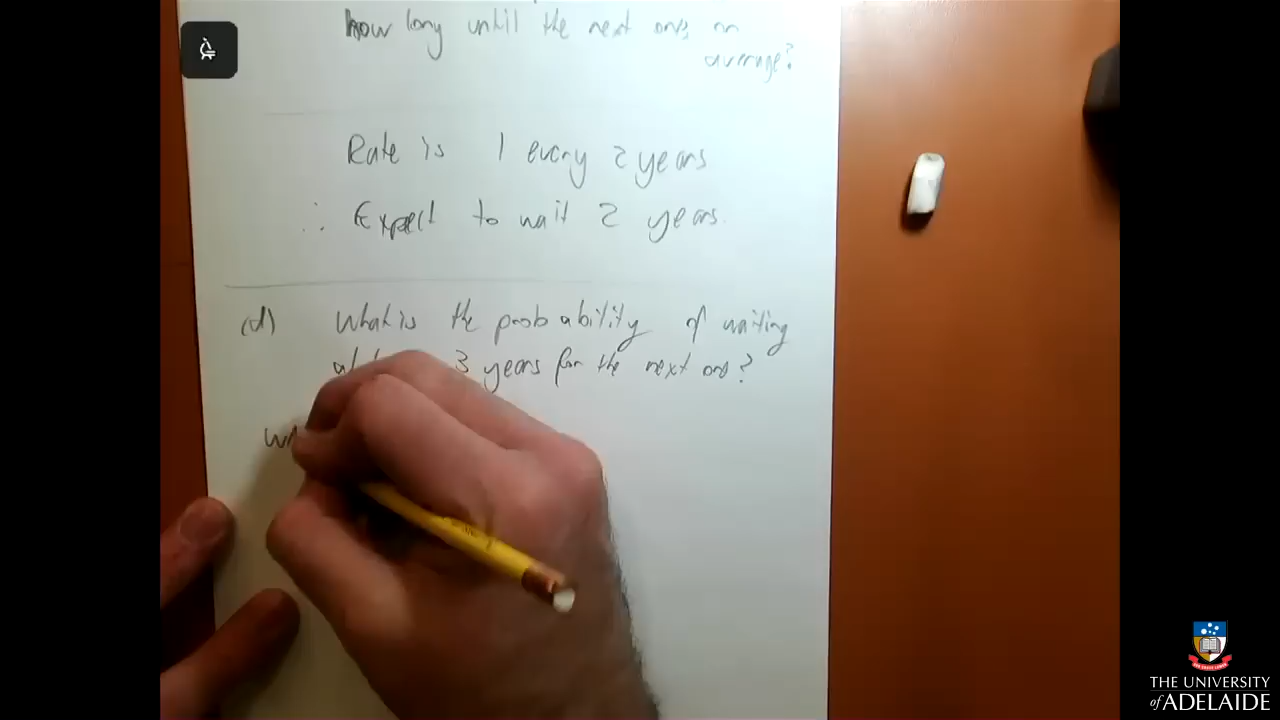 how long until the next one, on
average?
Rate is 1 every 2 years
∴ Expect to wait 2 years.
(d) What is the probability of waiting
3 years for the next one?
THE UNIVERSITY
of ADELAIDE